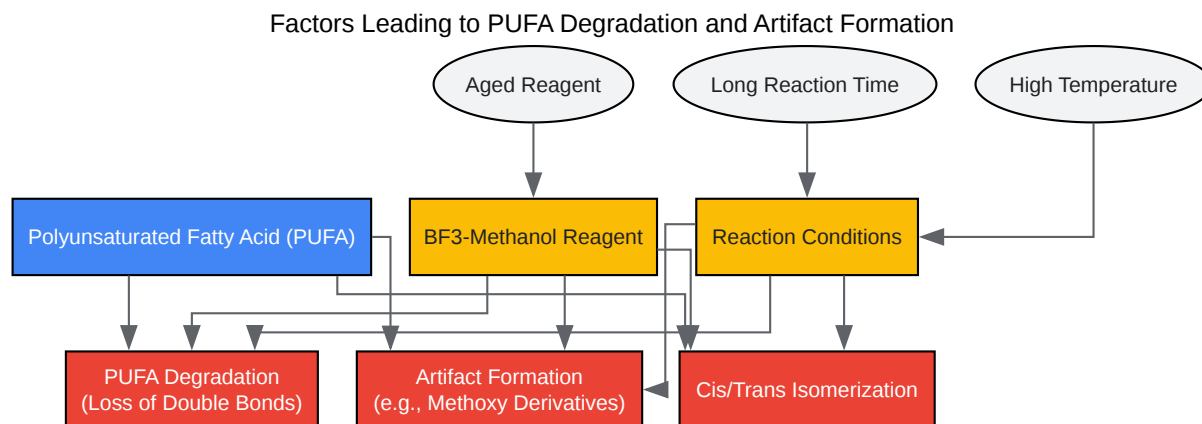 Factors Leading to PUFA Degradation and Artifact Formation
Aged Reagent
Long Reaction Time
High Temperature
Polyunsaturated Fatty Acid (PUFA)
BF3-Methanol Reagent
Reaction Conditions
PUFA Degradation
(Loss of Double Bonds)
Artifact Formation
(e.g., Methoxy Derivatives)
Cis/Trans Isomerization